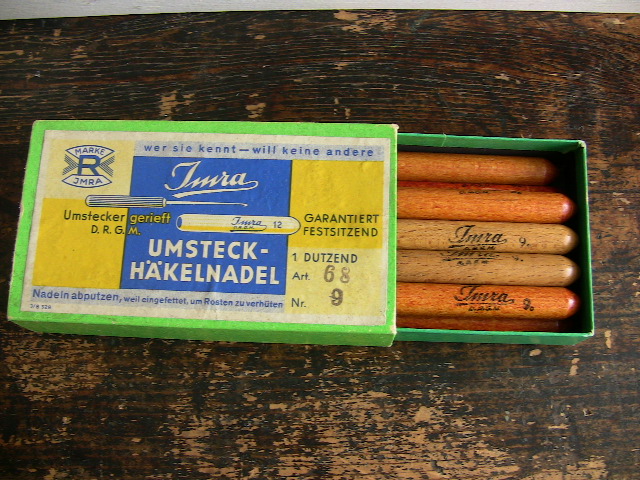 wer sie kennt — will keine andere
MARKE
R
JMRA
Imra
Umstecker gerieft
D. R. G. M.
Imra
D.R.G.M. 12
GARANTIERT
FESTSITZEND
UMSTECK-
HÄKELNADEL
1 DUTZEND
Art. 68
Nr. 9
Nadeln abputzen, weil eingefettet, um Rosten zu verhüten
Imra 9.
D.R.G.M.
D.R.G.M.
Imra 9.
D.R.G.M.